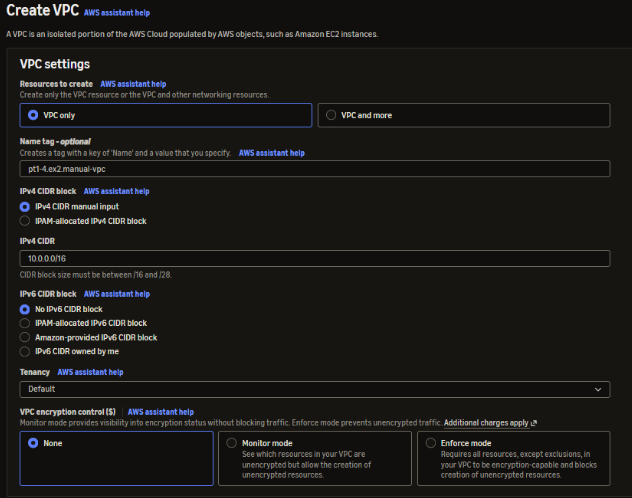 Create VPC AWS assistant help
A VPC is an isolated portion of the AWS Cloud populated by AWS objects, such as Amazon EC2 instances.
VPC settings
Resources to create AWS assistant help
Create only the VPC resource or the VPC and other networking resources.
VPC only VPC and more
Name tag - optional
Creates a tag with a key of 'Name' and a value that you specify. AWS assistant help
pt1-4.ex2.manual-vpc
IPv4 CIDR block AWS assistant help
IPv4 CIDR manual input
IPAM-allocated IPv4 CIDR block
IPv4 CIDR
10.0.0.0/16
CIDR block size must be between /16 and /28.
IPv6 CIDR block AWS assistant help
No IPv6 CIDR block
IPAM-allocated IPv6 CIDR block
Amazon-provided IPv6 CIDR block
IPv6 CIDR owned by me
Tenancy AWS assistant help
Default
VPC encryption control ($) AWS assistant help
Monitor mode provides visibility into encryption status without blocking traffic. Enforce mode prevents unencrypted traffic. Additional charges apply
None
Monitor mode
See which resources in your VPC are
unencrypted but allow the creation of
unencrypted resources.
Enforce mode
Requires all resources, except exclusions, in
your VPC to be encryption-capable and blocks
creation of unencrypted resources.